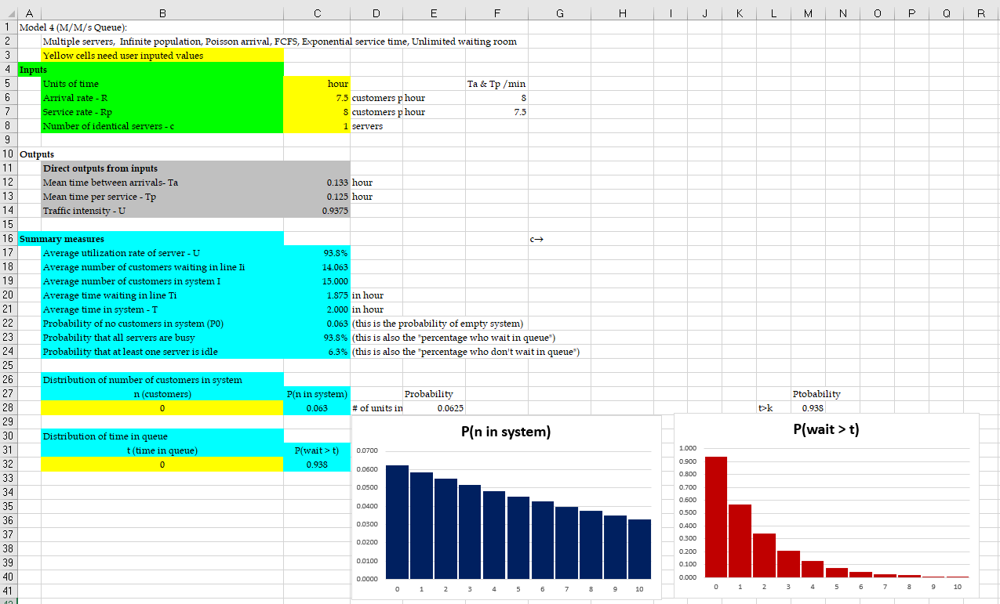 A B C D E F G H I J K L M N O P Q R
1 Model 4 (M/M/s Queue):
2 Multiple servers, Infinite population, Poisson arrival, FCFS, Exponential service time, Unlimited waiting room
3 Yellow cells need user inputed values
4 Inputs
5 Units of time hour Ta & Tp /min
6 Arrival rate - R 7.5 customers p hour 8
7 Service rate - Rp 8 customers p hour 7.5
8 Number of identical servers - c 1 servers
9
10 Outputs
11 Direct outputs from inputs
12 Mean time between arrivals- Ta 0.133 hour
13 Mean time per service - Tp 0.125 hour
14 Traffic intensity - U 0.9375
15
16 Summary measures c→
17 Average utilization rate of server - U 93.8%
18 Average number of customers waiting in line Ii 14.063
19 Average number of customers in system I 15.000
20 Average time waiting in line Ti 1.875 in hour
21 Average time in system - T 2.000 in hour
22 Probability of no customers in system (P0) 0.063 (this is the probability of empty system)
23 Probability that all servers are busy 93.8% (this is also the "percentage who wait in queue")
24 Probability that at least one server is idle 6.3% (this is also the "percentage who don't wait in queue")
25
26 Distribution of number of customers in system
27 n (customers) P(n in system) Probability Ptobability
28 0 0.063 # of units in 0.0625 t>k 0.938
29
30 Distribution of time in queue
31 t (time in queue) P(wait > t)
32 0 0.938
33
34
35
36
37
38
39
40
41
P(n in system)
0.0700
0.0600
0.0500
0.0400
0.0300
0.0200
0.0100
0.0000
0 1 2 3 4 5 6 7 8 9 10
P(wait > t)
1.000
0.900
0.800
0.700
0.600
0.500
0.400
0.300
0.200
0.100
0.000
0 1 2 3 4 5 6 7 8 9 10